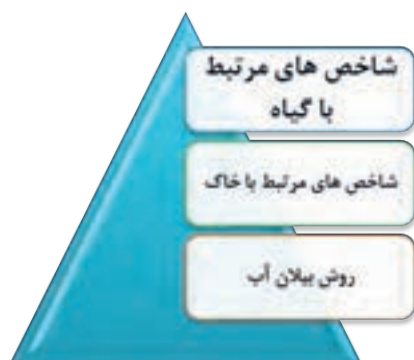 شاخص های مرتبط
با گیاه
شاخص های مرتبط با خاک
روش بیلان آب